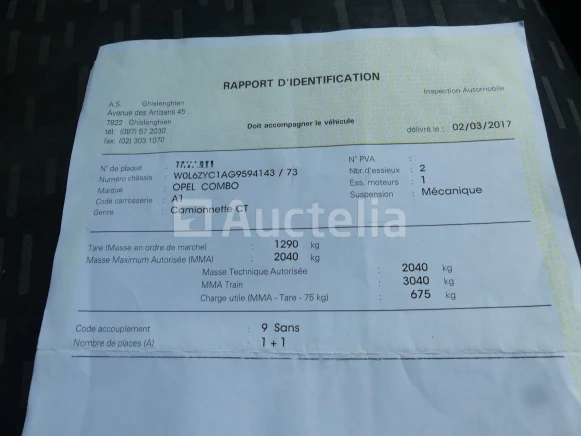 RAPPORT D'IDENTIFICATION
Inspection Automobile
A.S. Ghislenghien
Avenue des Artisans 45
7822 Ghislenghien
tél: (087) 57 2030
fax: (02) 303 1070
Doit accompagner le véhicule
délivré le : 02/03/2017
N° de plaque :
Numéro châssis : W0L6ZYC1AG9594143 / 73
Marque : OPEL COMBO
Code carrosserie : A1
Genre : Camionnette CT
N° PVA :
Nbr.d'essieux : 2
Ess. moteurs : 1
Suspension : Mécanique
Auctelia
Tare (Masse en ordre de marche) : 1290 kg
Masse Maximum Autorisée (MMA) : 2040 kg
Masse Technique Autorisée : 2040 kg
MMA Train : 3040 kg
Charge utile (MMA - Tare - 75 kg) : 675 kg
Code accouplement : 9 Sans
Nombre de places (A) : 1 + 1